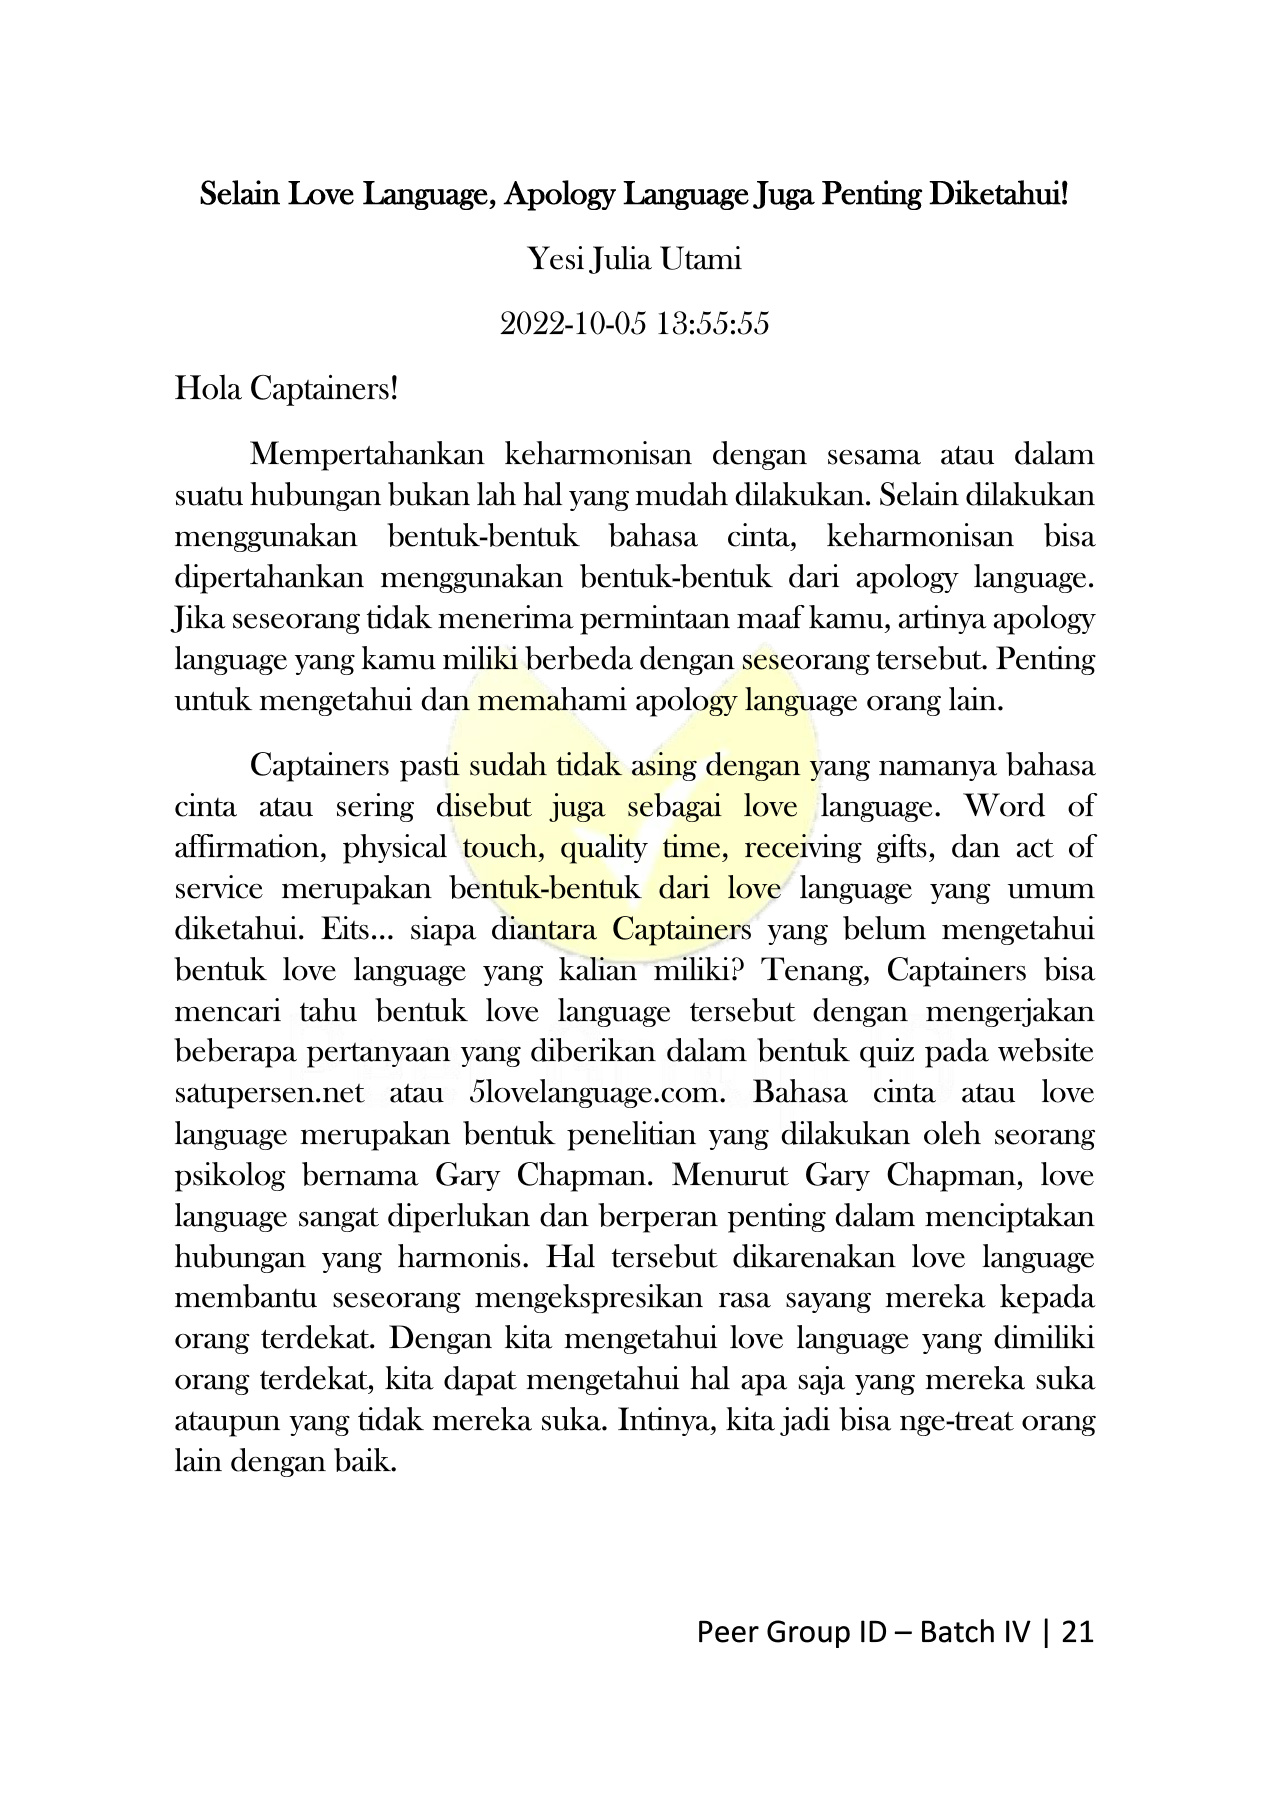 Selain Love Language, Apology Language Juga Penting Diketahui!
Yesi Julia Utami
2022-10-05 13:55:55
Hola Captainers!
Mempertahankan keharmonisan dengan sesama atau dalam
suatu hubungan bukan lah hal yang mudah dilakukan. Selain dilakukan
menggunakan bentuk-bentuk bahasa cinta, keharmonisan bisa
dipertahankan menggunakan bentuk-bentuk dari apology language.
Jika seseorang tidak menerima permintaan maaf kamu, artinya apology
language yang kamu miliki berbeda dengan seseorang tersebut. Penting
untuk mengetahui dan memahami apology language orang lain.
Captainers pasti sudah tidak asing dengan yang namanya bahasa
cinta atau sering disebut juga sebagai love language. Word of
affirmation, physical touch, quality time, receiving gifts, dan act of
service merupakan bentuk-bentuk dari love language yang umum
diketahui. Eits... siapa diantara Captainers yang belum mengetahui
bentuk love language yang kalian miliki? Tenang, Captainers bisa
mencari tahu bentuk love language tersebut dengan mengerjakan
beberapa pertanyaan yang diberikan dalam bentuk quiz pada website
satupersen.net atau 5lovelanguage.com. Bahasa cinta atau love
language merupakan bentuk penelitian yang dilakukan oleh seorang
psikolog bernama Gary Chapman. Menurut Gary Chapman, love
language sangat diperlukan dan berperan penting dalam menciptakan
hubungan yang harmonis. Hal tersebut dikarenakan love language
membantu seseorang mengekspresikan rasa sayang mereka kepada
orang terdekat. Dengan kita mengetahui love language yang dimiliki
orang terdekat, kita dapat mengetahui hal apa saja yang mereka suka
ataupun yang tidak mereka suka. Intinya, kita jadi bisa nge-treat orang
lain dengan baik.
Peer Group ID – Batch IV | 21